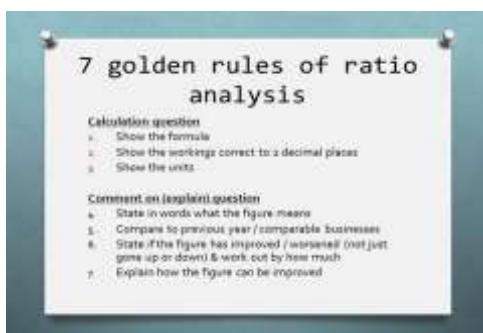 7 golden rules of ratio
analysis
Calculation question
1. Show the formula
2. Show the workings correct to 2 decimal places
3. Show the units
Comment on (explain) question
4. State in words what the figure means
5. Compare to previous year / comparable businesses
6. State if the figure has improved / worsened (not just
gone up or down) & work out by how much
7. Explain how the figure can be improved